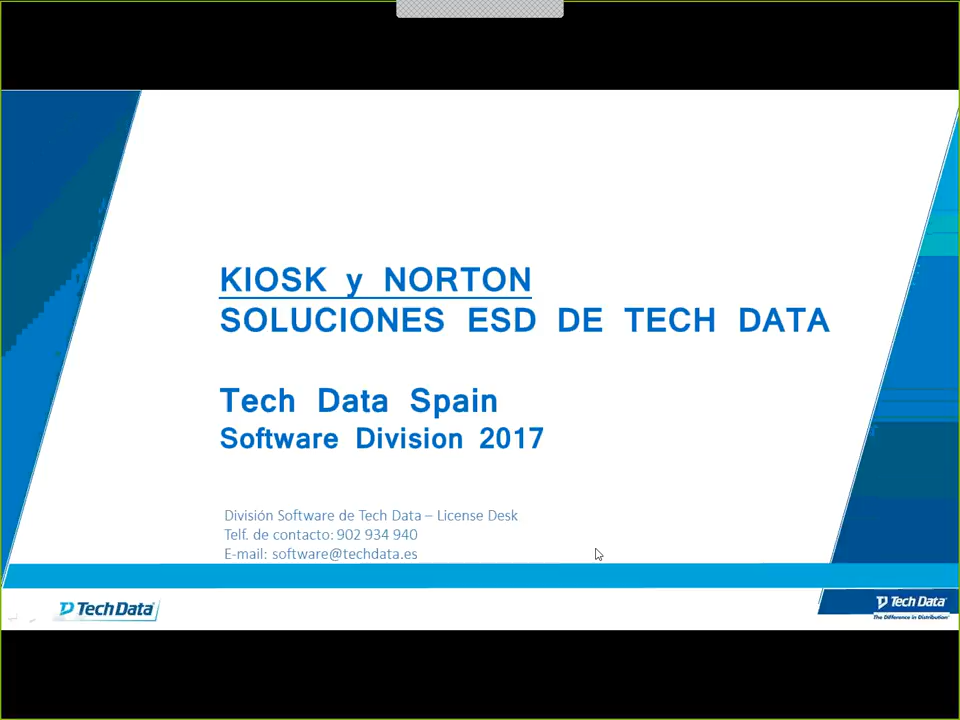 KIOSK y NORTON
SOLUCIONES ESD DE TECH DATA
Tech Data Spain
Software Division 2017
División Software de Tech Data – License Desk
Telf. de contacto: 902 934 940
E-mail: software@techdata.es
Tech Data
Tech Data
The Difference in Distribution